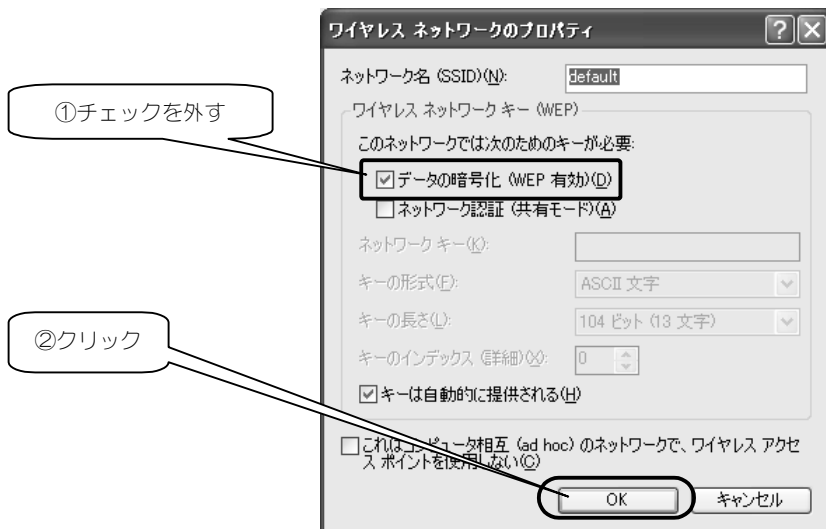 ワイヤレス ネットワークのプロパティ
ネットワーク名 (SSID)(N): default
①チェックを外す
ワイヤレス ネットワーク キー (WEP)
このネットワークでは次のためのキーが必要:
データの暗号化 (WEP 有効)(D)
ネットワーク認証 (共有モード)(A)
ネットワーク キー(K):
キーの形式(F): ASCII 文字
キーの長さ(L): 104 ビット (13 文字)
②クリック
キーのインデックス (詳細)(X): 0
キーは自動的に提供される(H)
これはコンピュータ相互 (ad hoc) のネットワークで、ワイヤレス アクセ
ス ポイントを使用しない(C)
OK キャンセル